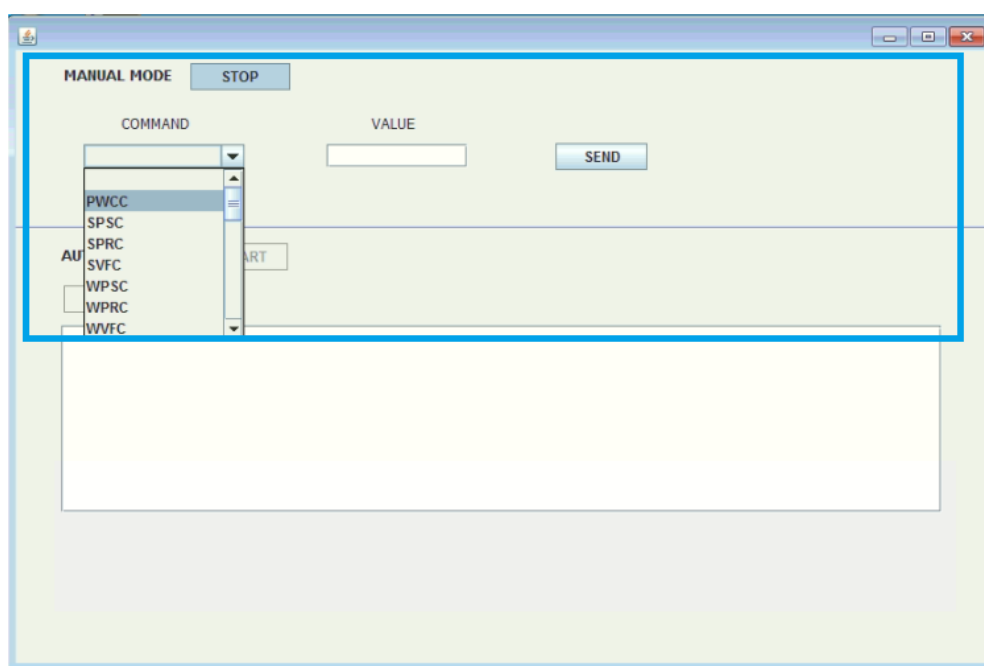 MANUAL MODE STOP
COMMAND VALUE
SEND
PWCC
SPSC
SPRC
SVFC
WPSC
WPRC
WVFC